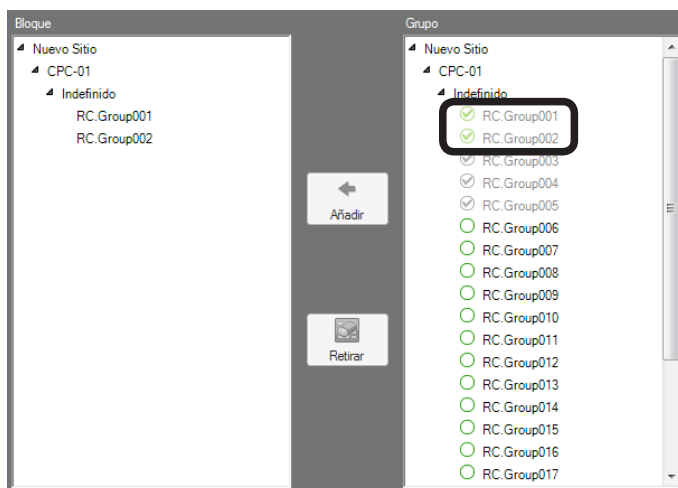 Bloque
Nuevo Sitio
CPC-01
Indefinido
RC.Group001
RC.Group002
Añadir
Retirar
Grupo
Nuevo Sitio
CPC-01
Indefinido
RC.Group001
RC.Group002
RC.Group003
RC.Group004
RC.Group005
RC.Group006
RC.Group007
RC.Group008
RC.Group009
RC.Group010
RC.Group011
RC.Group012
RC.Group013
RC.Group014
RC.Group015
RC.Group016
RC.Group017